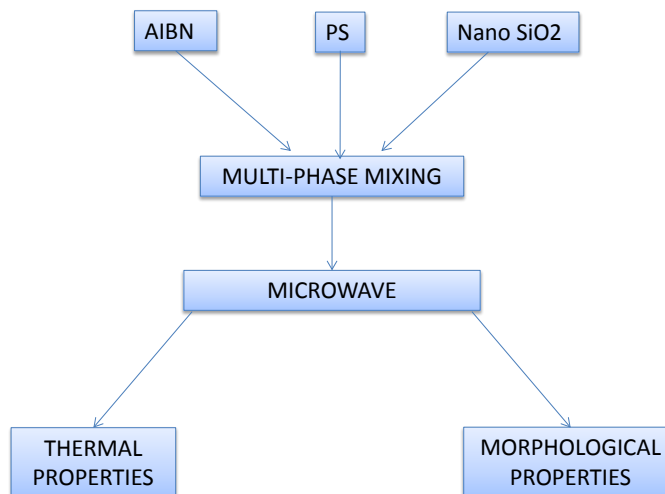 AIBN
PS
Nano SiO2
MULTI-PHASE MIXING
MICROWAVE
THERMAL
PROPERTIES
MORPHOLOGICAL
PROPERTIES